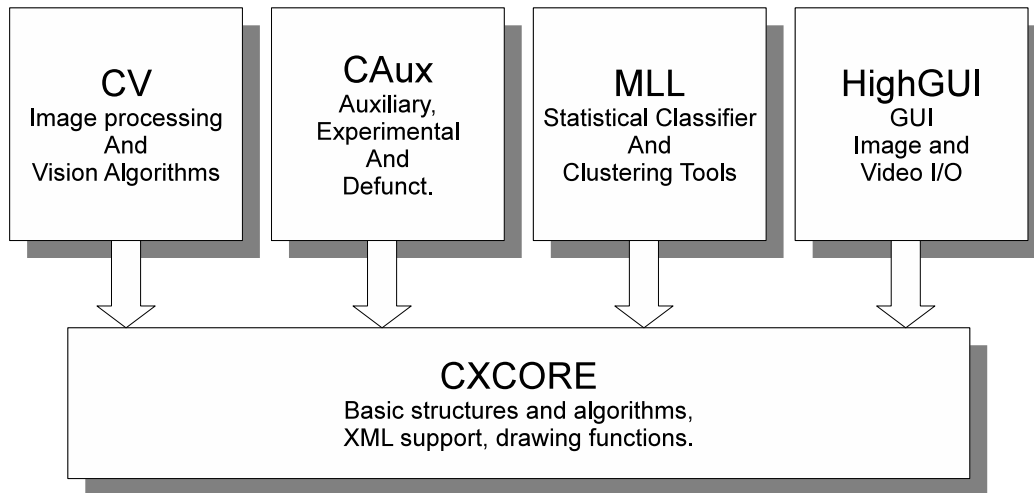 CV
Image processing
And
Vision Algorithms
CAux
Auxiliary,
Experimental
And
Defunct.
MLL
Statistical Classifier
And
Clustering Tools
HighGUI
GUI
Image and
Video I/O
CXCORE
Basic structures and algorithms,
XML support, drawing functions.